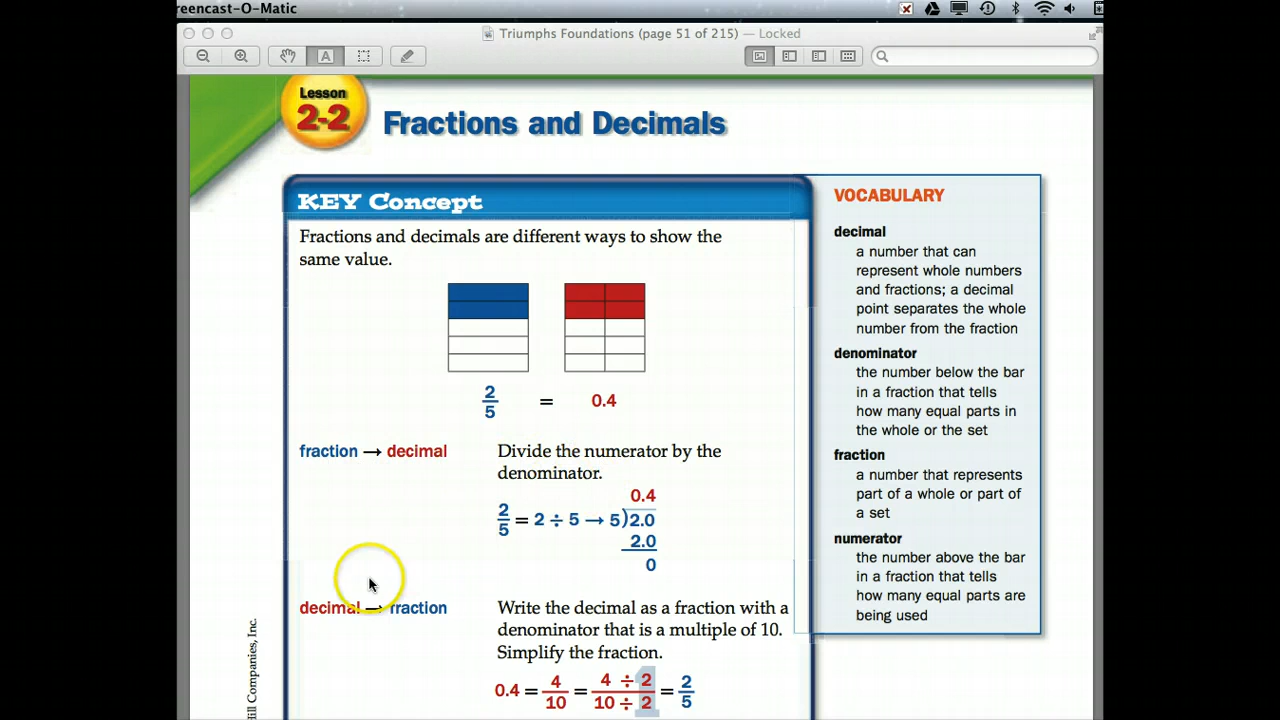 reencast-O-Matic
Triumphs Foundations (page 51 of 215) — Locked
Lesson
2-2
Fractions and Decimals
KEY Concept
Fractions and decimals are different ways to show the
same value.
2/5 = 0.4
fraction → decimal
Divide the numerator by the
denominator.
0.4
2/5 = 2 ÷ 5 → 5)2.0
2.0
0
decimal → fraction
Write the decimal as a fraction with a
denominator that is a multiple of 10.
Simplify the fraction.
0.4 = 4/10 = 4 ÷ 2/10 ÷ 2 = 2/5
VOCABULARY
decimal
a number that can
represent whole numbers
and fractions; a decimal
point separates the whole
number from the fraction
denominator
the number below the bar
in a fraction that tells
how many equal parts in
the whole or the set
fraction
a number that represents
part of a whole or part of
a set
numerator
the number above the bar
in a fraction that tells
how many equal parts are
being used
Hill Companies, Inc.